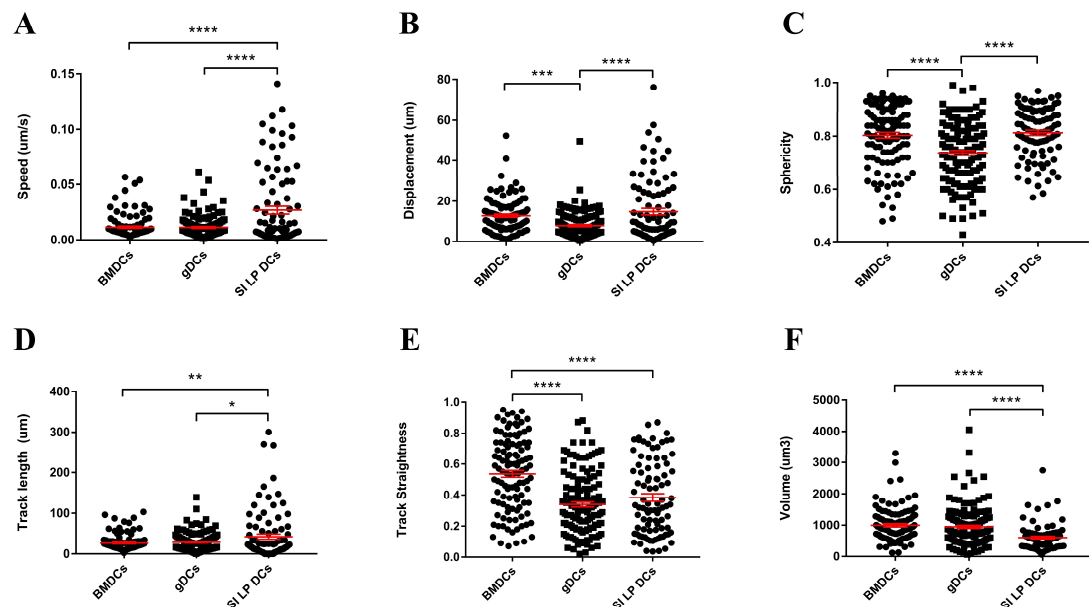 A
****
****
Speed (um/s)
0.15
0.10
0.05
0.00
BMDCs
gDCs
SI LP DCs
B
***
****
Displacement (um)
80
60
40
20
0
BMDCs
gDCs
SI LP DCs
C
****
****
Sphericity
1.0
0.8
0.6
0.4
BMDCs
gDCs
SI LP DCs
D
**
*
Track length (um)
400
300
200
100
0
BMDCs
gDCs
SI LP DCs
E
****
****
Track Straightness
1.0
0.8
0.6
0.4
0.2
0.0
BMDCs
gDCs
SI LP DCs
F
****
****
Volume (um3)
5000
4000
3000
2000
1000
0
BMDCs
gDCs
SI LP DCs